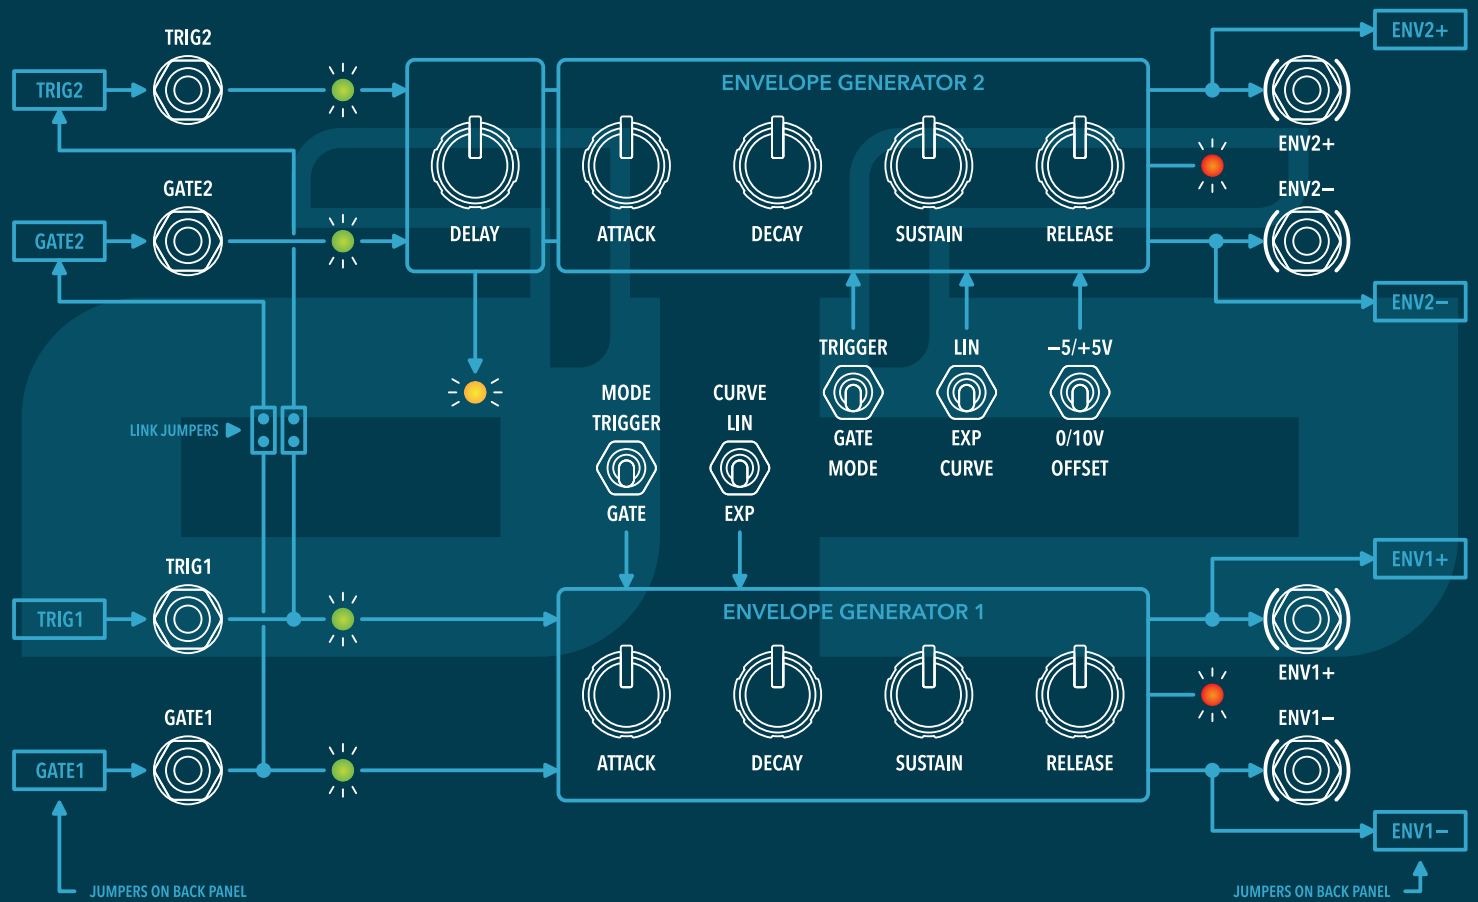 TRIG2
ENV2+
TRIG2
ENVELOPE GENERATOR 2
ENV2+
GATE2
ENV2−
GATE2
DELAY
ATTACK
DECAY
SUSTAIN
RELEASE
ENV2−
TRIGGER
LIN
−5/+5V
MODE
TRIGGER
CURVE
LIN
LINK JUMPERS
GATE
MODE
EXP
CURVE
0/10V
OFFSET
GATE
EXP
TRIG1
ENV1+
TRIG1
ENVELOPE GENERATOR 1
ENV1+
GATE1
ENV1−
GATE1
ATTACK
DECAY
SUSTAIN
RELEASE
ENV1−
JUMPERS ON BACK PANEL
JUMPERS ON BACK PANEL